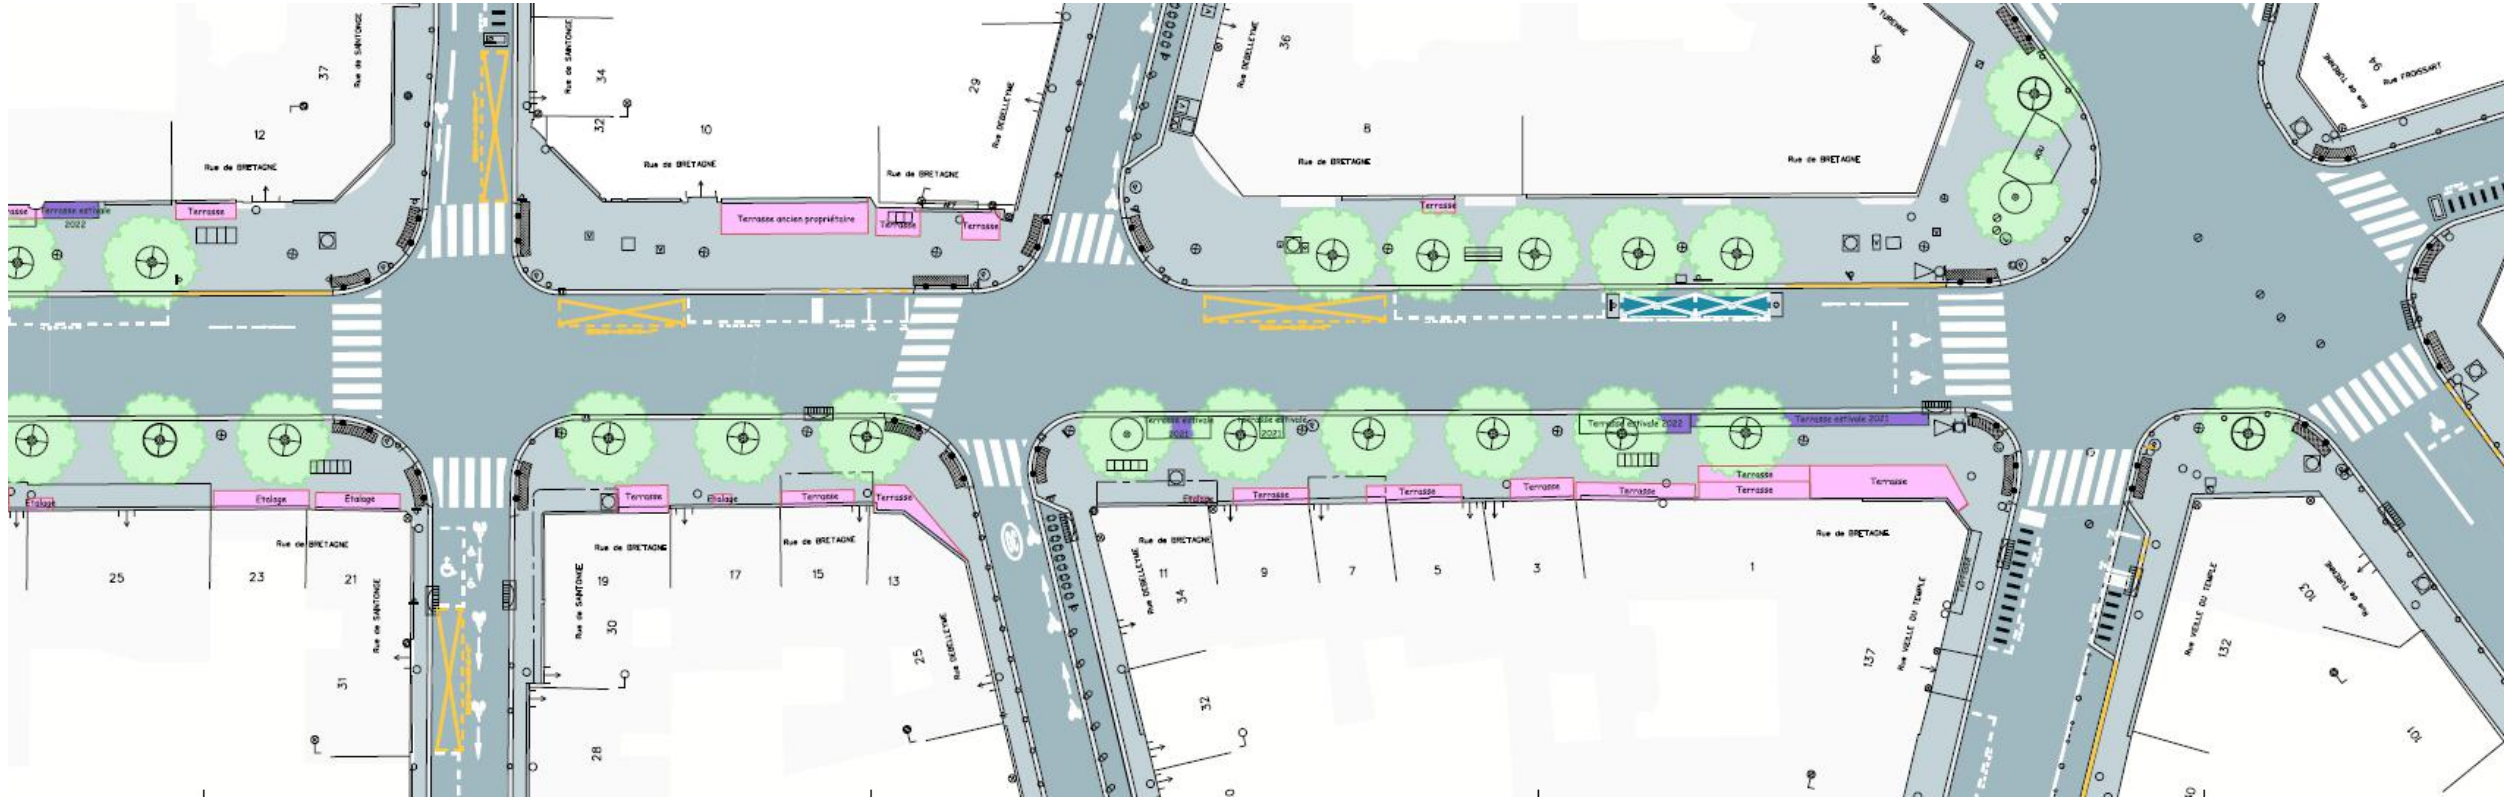 Rue de SAINTONGE
37
12
Rue de BRETAGNE
Terrasse
Terrasse estivale
2022
Rue de SAINTONGE
34
32
10
Rue de BRETAGNE
Terrasse ancien propriétaire
29
Rue DEBELLEYME
Rue de BRETAGNE
Terrasse
Terrasse
Rue DEBELLEYME
36
8
Rue de BRETAGNE
Rue de BRETAGNE
Terrasse
de TURENNE
Rue de TURENNE
94
Rue FROISSART
Etalage
Etalage
Etalage
Rue de BRETAGNE
25
23
21
Rue de SAINTONGE
31
Terrasse
Etalage
Terrasse
Terrasse
Rue de BRETAGNE
Rue de BRETAGNE
19
17
15
13
Rue de SAINTONGE
30
28
25
Rue DEBELLEYME
Terrasse estivale
2021
Terrasse estivale
2021
Terrasse estivale 2022
Terrasse estivale 2021
Etalage
Terrasse
Terrasse
Terrasse
Terrasse
Terrasse
Terrasse
Terrasse
Rue de BRETAGNE
Rue de BRETAGNE
11
9
7
5
3
1
Rue DEBELLEYME
34
32
Terrasse
137
Rue VIEILLE DU TEMPLE
Rue VIEILLE DU TEMPLE
132
103
Rue de TURENNE
101